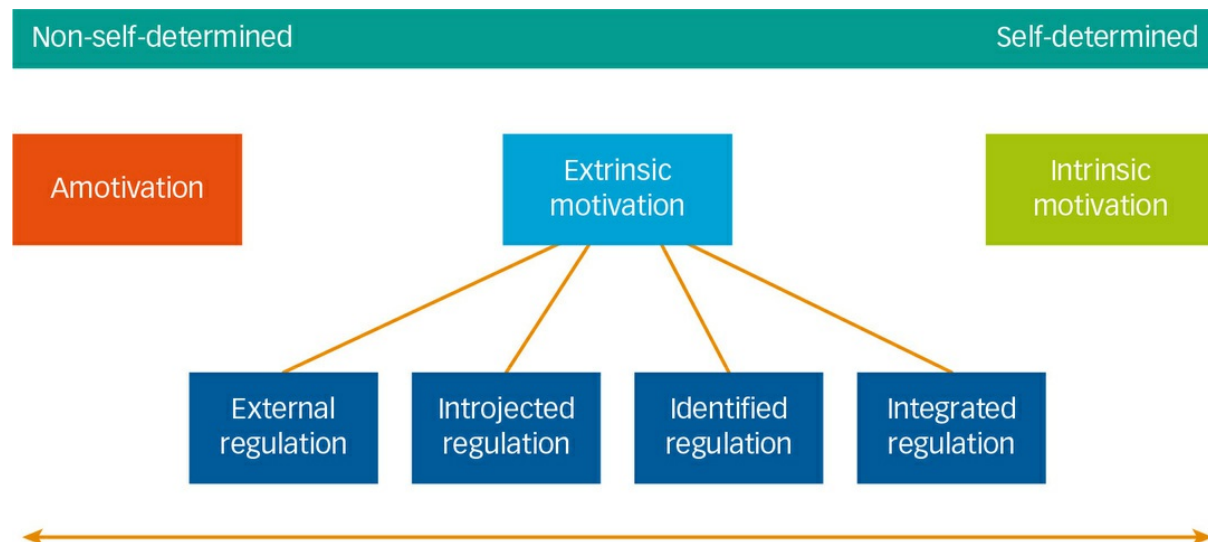 Non-self-determined
Self-determined
Amotivation
Extrinsic
motivation
Intrinsic
motivation
External
regulation
Introjected
regulation
Identified
regulation
Integrated
regulation